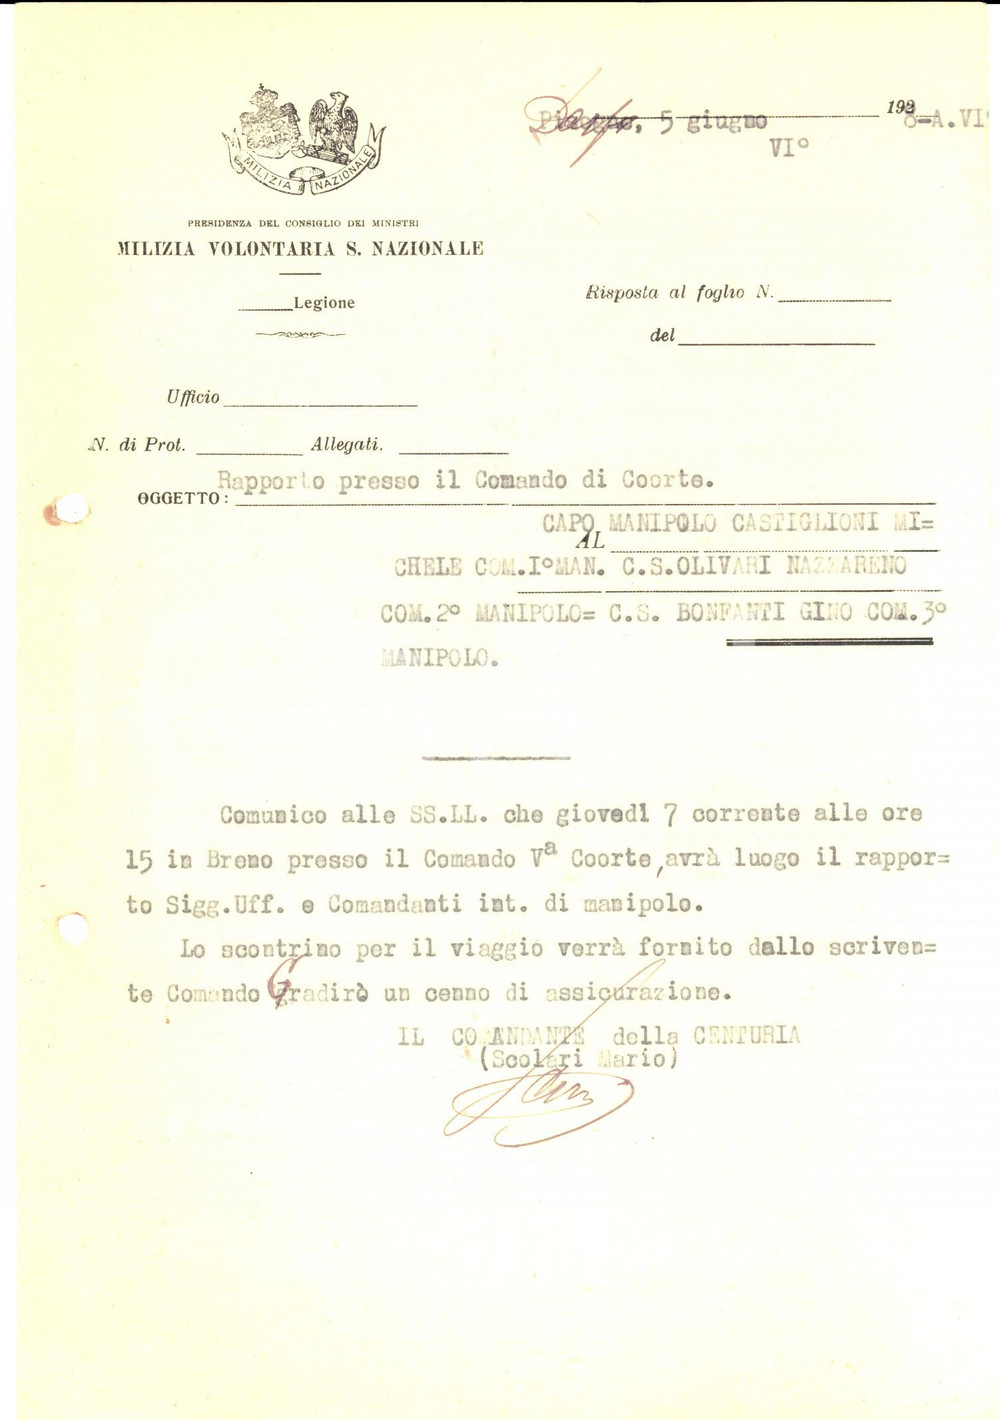 MILIZIA NAZIONALE
5 giugno 1928-A.VI°
VI°
PRESIDENZA DEL CONSIGLIO DEI MINISTRI
MILIZIA VOLONTARIA S. NAZIONALE
Legione
Risposta al foglio N.
del
Ufficio
N. di Prot. Allegati.
Rapporto presso il Comando di Coorte.
OGGETTO:
CAPO MANIPOLO CASTIGLIONI MI=
AL
CHELE COM.I°MAN. C.S.OLIVARI NAZZARENO
COM.2° MANIPOLO= C.S. BONFANTI GINO COM.3°
MANIPOLO.
Comunico alle SS.LL. che giovedì 7 corrente alle ore
15 in Breno presso il Comando Vª Coorte, avrà luogo il rappor=
to Sigg.Uff. e Comandanti int. di manipolo.
Lo scontrino per il viaggio verrà fornito dallo scriven=
te Comando Gradirò un cenno di assicurazione.
IL COMANDANTE della CENTURIA
(Scolari Mario)